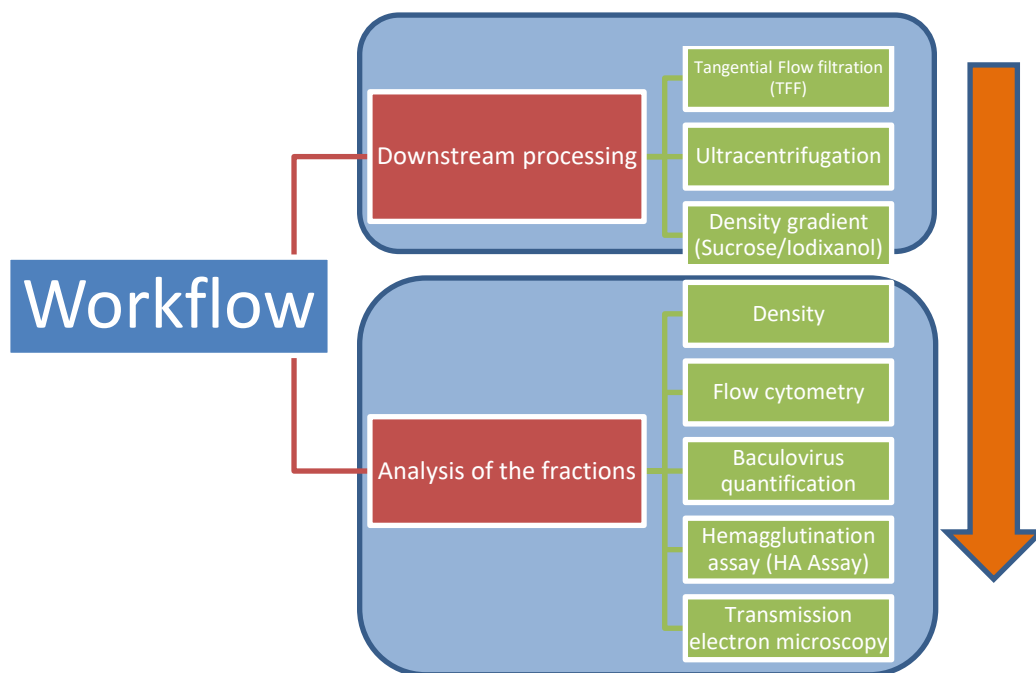 Workflow
Downstream processing
Tangential Flow filtration
(TFF)
Ultracentrifugation
Density gradient
(Sucrose/Iodixanol)
Analysis of the fractions
Density
Flow cytometry
Baculovirus
quantification
Hemagglutination
assay (HA Assay)
Transmission
electron microscopy